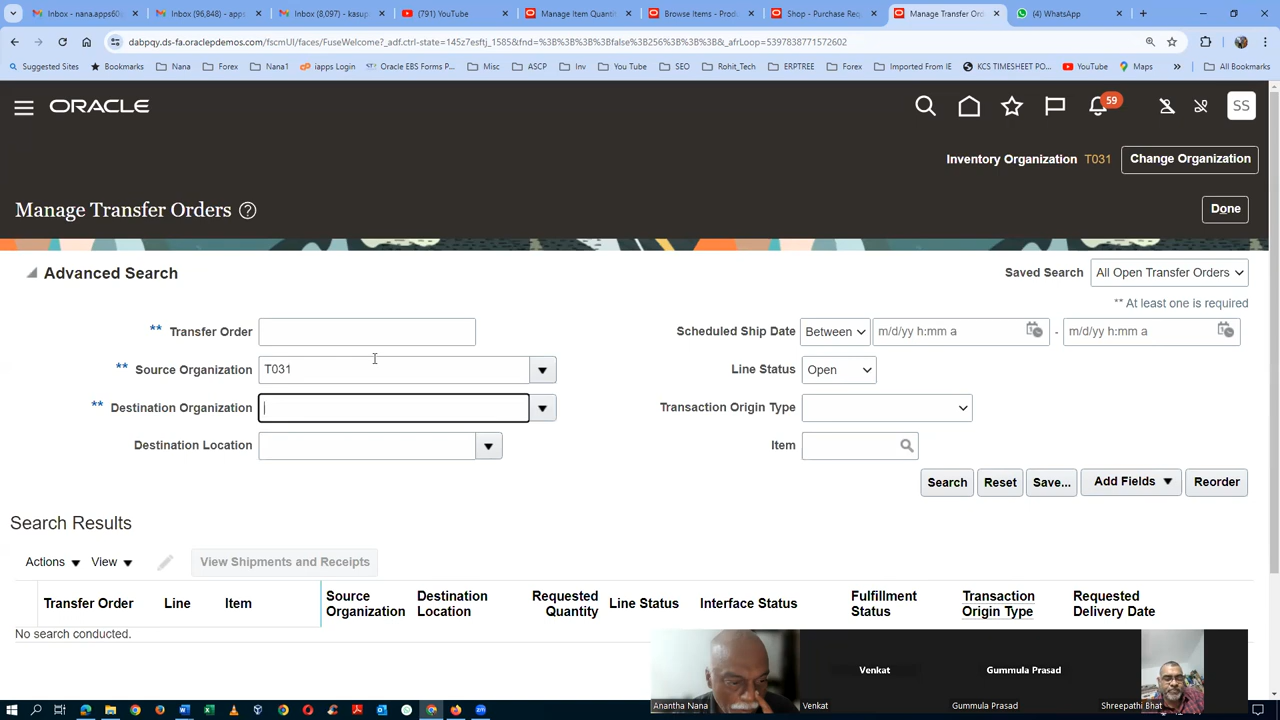 Inbox - nana.apps60@
Inbox (96,848) - apps
Inbox (8,097) - kasup
(791) YouTube
Manage Item Quantit
Browse Items - Produ
Shop - Purchase Req
Manage Transfer Ord
(4) WhatsApp
dabpqy.ds-fa.oraclepdemos.com/fscmUI/faces/FuseWelcome?_adf.ctrl-state=145z7esftj_1585&fnd=%3B%3B%3B%3Bfalse%3B256%3B%3B%3B&_afrLoop=5397838771572602
Suggested Sites
Bookmarks
Nana
Forex
Nana1
iapps Login
Oracle EBS Forms P...
Misc
ASCP
Inv
You Tube
SEO
Rohit_Tech
ERPTREE
Forex
Imported From IE
KCS TIMESHEET PO...
YouTube
Maps
»
All Bookmarks
ORACLE
59
SS
Inventory Organization T031 Change Organization
Manage Transfer Orders ?
Done
Advanced Search
Saved Search All Open Transfer Orders
** At least one is required
** Transfer Order
Scheduled Ship Date Between m/d/yy h:mm a - m/d/yy h:mm a
** Source Organization T031
Line Status Open
** Destination Organization
Transaction Origin Type
Destination Location
Item
Search Reset Save... Add Fields Reorder
Search Results
Actions View View Shipments and Receipts
Transfer Order
Line
Item
Source Organization
Destination Location
Requested Quantity
Line Status
Interface Status
Fulfillment Status
Transaction Origin Type
Requested Delivery Date
No search conducted.
Venkat
Gummula Prasad
Anantha Nana
Venkat
Gummula Prasad
Shreepathi Bhat